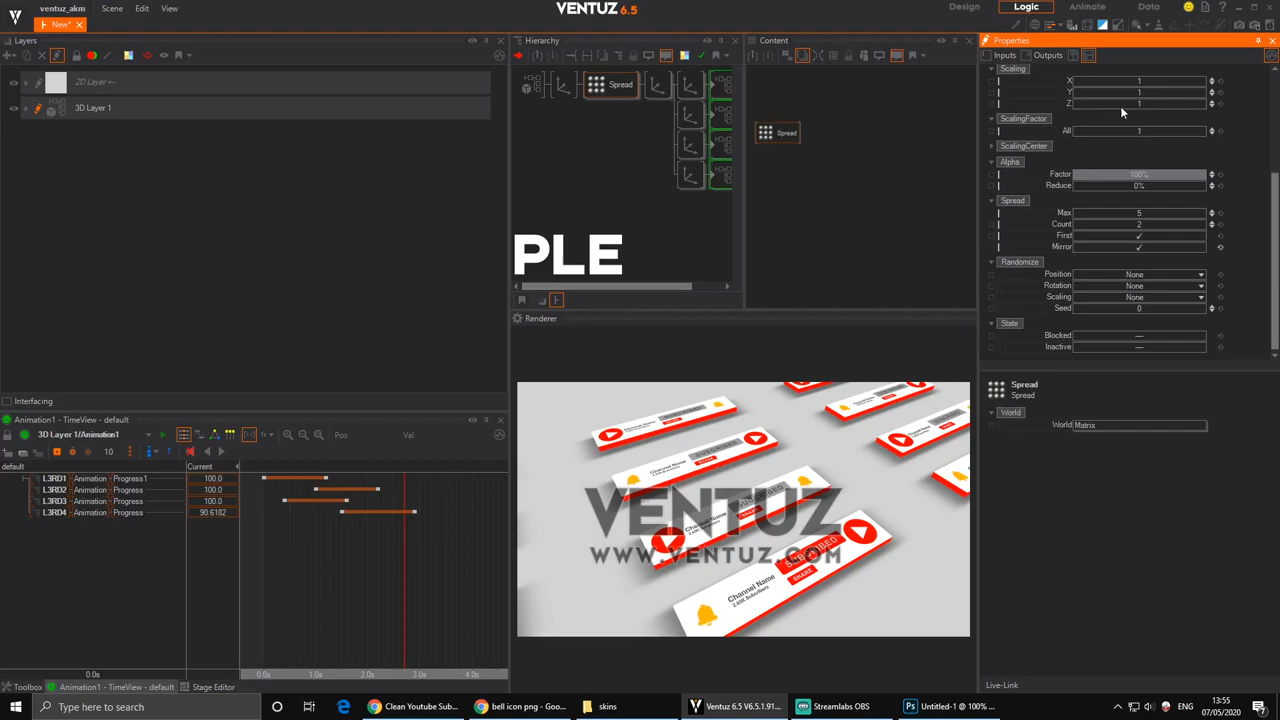 ventuz_akm
Scene
Edit
View
VENTUZ 6.5
Design
Logic
Animate
Data
New*
Layers
2D Layer
3D Layer 1
Interfacing
Hierarchy
Spread
PLE
Content
Spread
Renderer
Channel Name
SUBSCRIBED
SHARE
Channel Name
2.85K Subscribers
VENTUZ
WWW.VENTUZ.COM
Properties
Inputs
Outputs
Scaling
X 1
Y 1
Z 1
ScalingFactor
All 1
ScalingCenter
Alpha
Factor 100%
Reduce 0%
Spread
Max 5
Count 2
First ✓
Mirror ✓
Randomize
Position None
Rotation None
Scaling None
Seed 0
State
Blocked —
Inactive —
Spread
Spread
World
World Matrix
Live-Link
Animation1 - TimeView - default
3D Layer 1/Animation1
1x
Pos
Val
10
default
Current
L3RD1 Animation Progress1 100.0
L3RD2 Animation Progress 100.0
L3RD3 Animation Progress 100.0
L3RD4 Animation Progress 90.6182
0.0s
0.0s 1.0s 2.0s 3.0s 4.0s
Toolbox
Animation1 - TimeView - default
Stage Editor
Type here to search
Clean Youtube Sub...
bell icon png - Goo...
skins
Ventuz 6.5 V6.5.1.91...
Streamlabs OBS
Untitled-1 @ 100% ...
13:55
07/05/2020